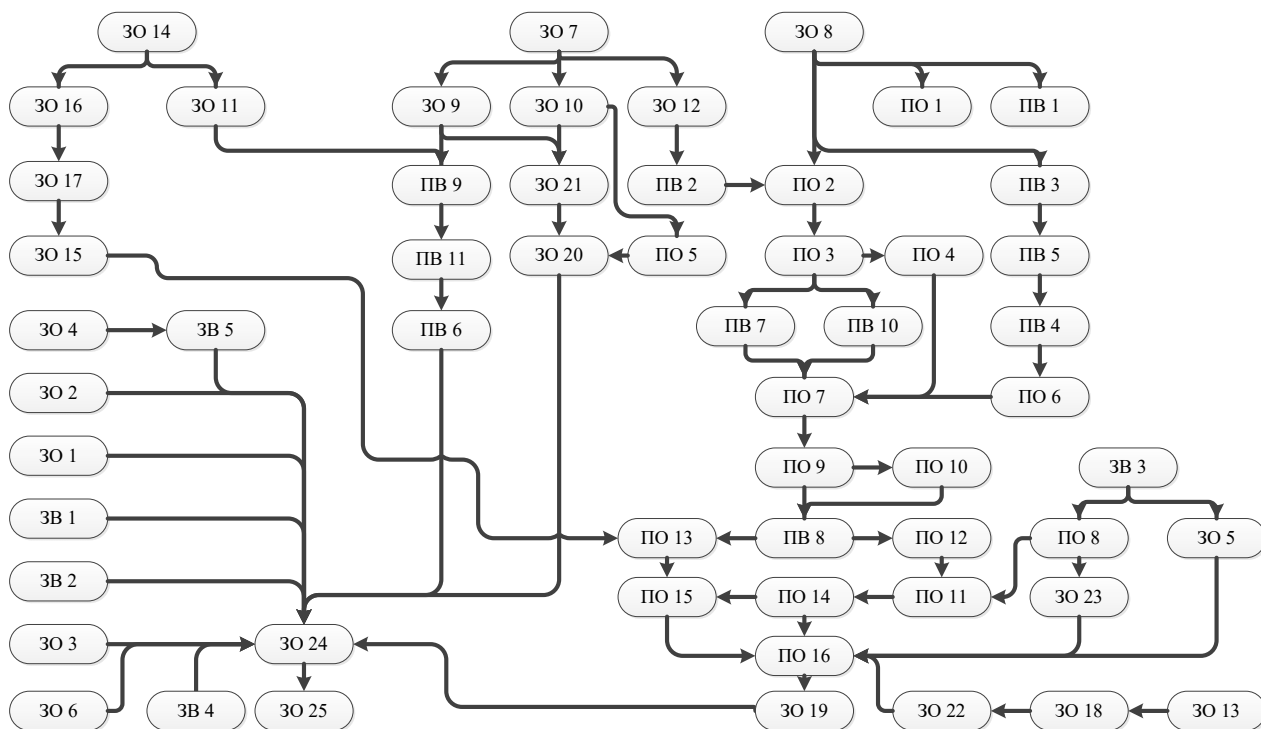 ЗО 14
ЗО 7
ЗО 8
ЗО 16
ЗО 11
ЗО 9
ЗО 10
ЗО 12
ПО 1
ПВ 1
ЗО 17
ПВ 9
ЗО 21
ПВ 2
ПО 2
ПВ 3
ЗО 15
ПВ 11
ЗО 20
ПО 5
ПО 3
ПО 4
ПВ 5
ЗО 4
ЗВ 5
ПВ 6
ПВ 7
ПВ 10
ПВ 4
ЗО 2
ПО 7
ПО 6
ЗО 1
ПО 9
ПО 10
ЗВ 3
ЗВ 1
ПО 13
ПВ 8
ПО 12
ПО 8
ЗО 5
ЗВ 2
ПО 15
ПО 14
ПО 11
ЗО 23
ЗО 3
ЗО 24
ПО 16
ЗО 6
ЗВ 4
ЗО 25
ЗО 19
ЗО 22
ЗО 18
ЗО 13